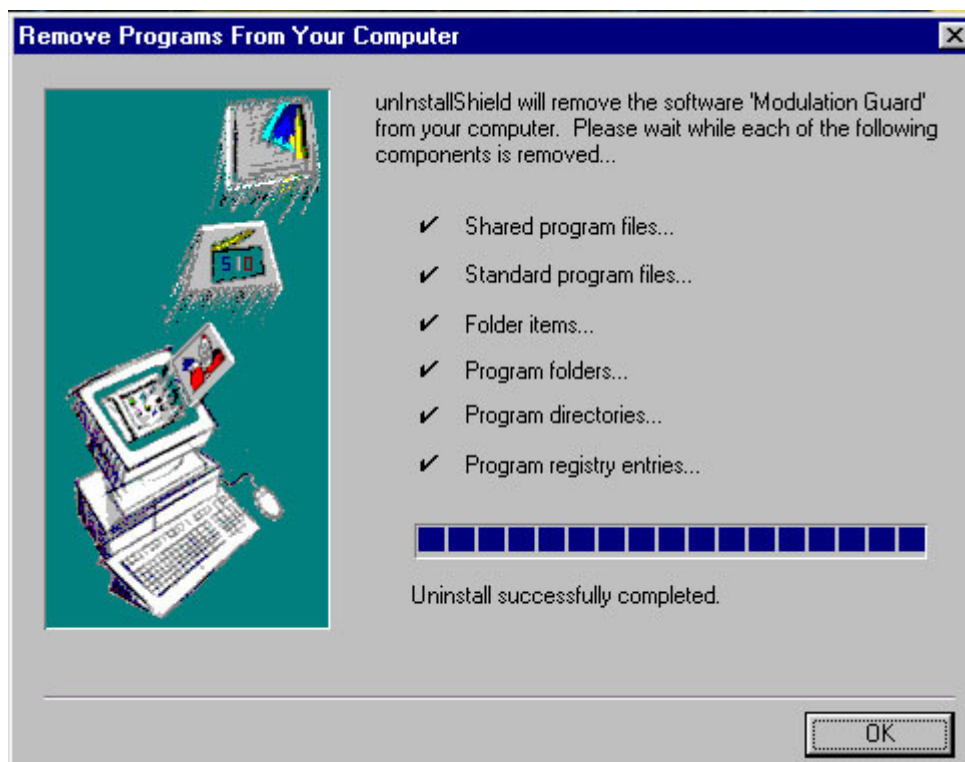 Remove Programs From Your Computer
unInstallShield will remove the software 'Modulation Guard'
from your computer.  Please wait while each of the following
components is removed...
Shared program files...
Standard program files...
Folder items...
Program folders...
Program directories...
Program registry entries...
Uninstall successfully completed.
OK